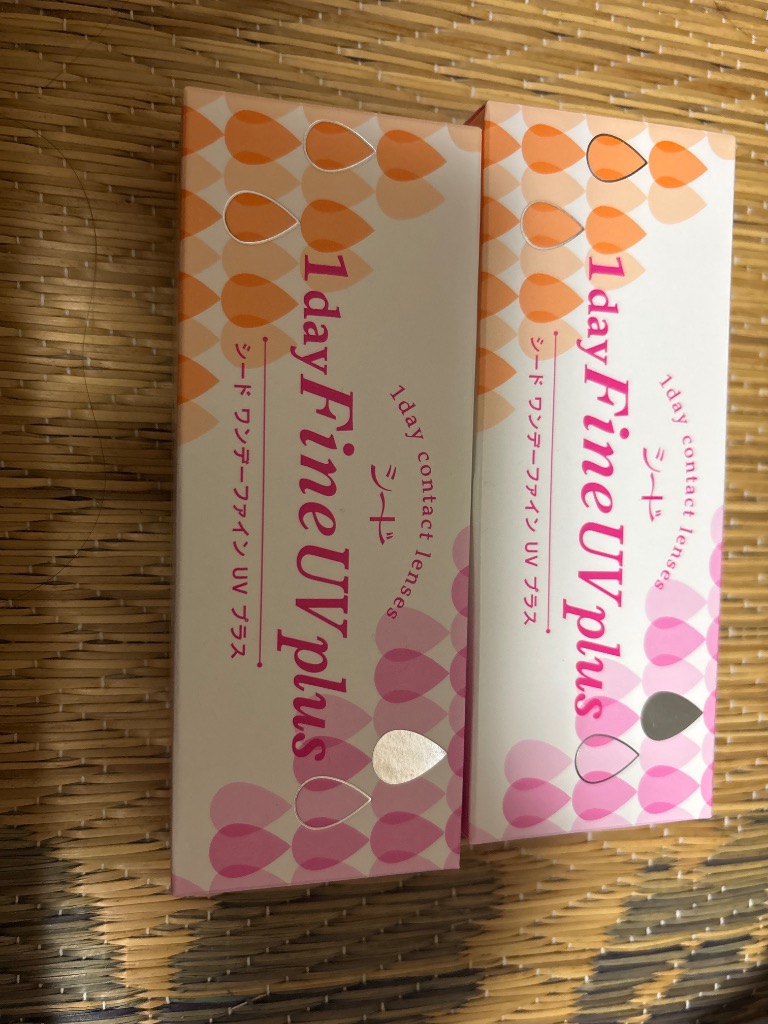 1day contact lenses
シード
1day Fine UV plus
シード ワンデーファイン UV プラス
1day contact lenses
シード
1day Fine UV plus
シード ワンデーファイン UV プラス